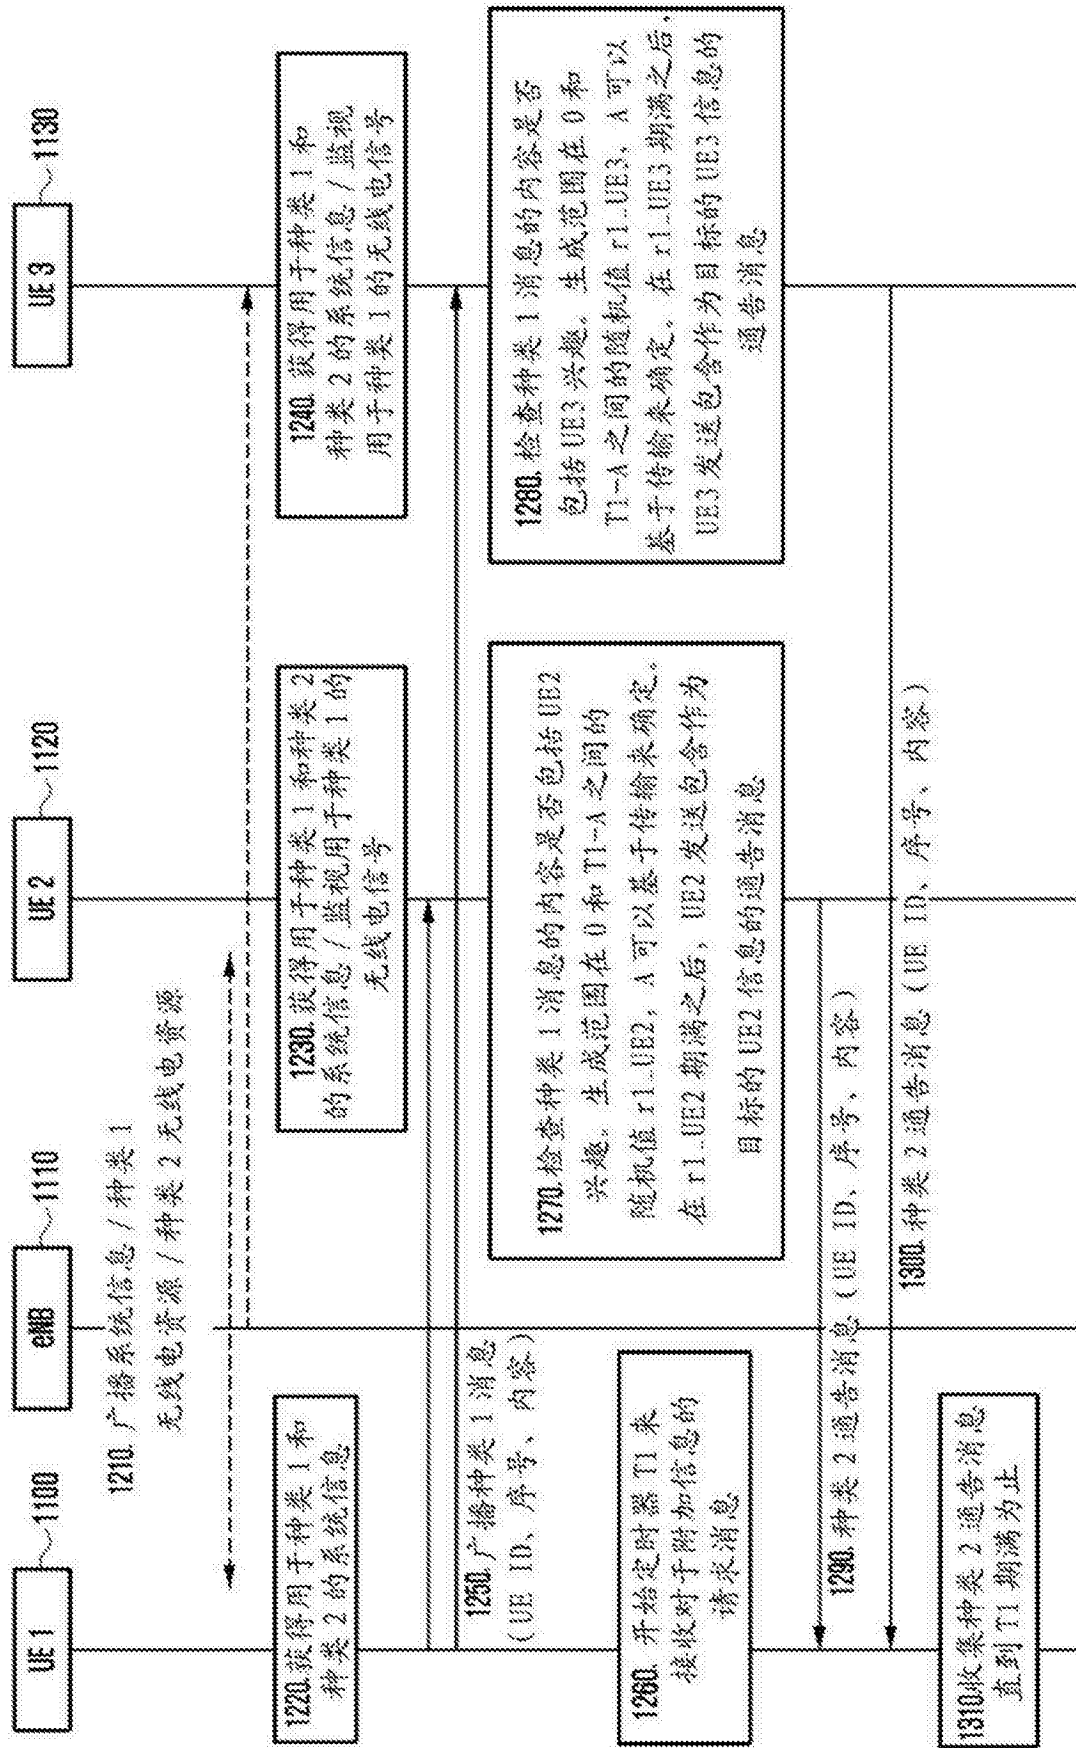 UE 1
1100
eNB
1110
UE 2
1120
UE 3
1130
1210. 广播系统信息 / 种类 1
无线电资源 / 种类 2 无线电资源
1220. 获得用于种类 1 和
种类 2 的系统信息
1230. 获得用于种类 1 和种类 2
的系统信息 / 监视用于种类 1 的
无线电信号
1240. 获得用于种类 1 和
种类 2 的系统信息 / 监视
用于种类 1 的无线电信号
1250. 广播种类 1 消息
(UE ID、序号、内容)
1260. 开始定时器 T1 来
接收对于附加信息的
请求消息
1270. 检查种类 1 消息的内容是否包括 UE2
兴趣。生成范围在 0 和 T1-A 之间的
随机值 r1_UE2, A 可以基于传输来确定。
在 r1_UE2 期满之后, UE2 发送包含作为
目标的 UE2 信息的通告消息
1280. 检查种类 1 消息的内容是否
包括 UE3 兴趣。生成范围在 0 和
T1-A 之间的随机值 r1_UE3, A 可以
基于传输来确定。在 r1_UE3 期满之后,
UE3 发送包含作为目标的 UE3 信息的
通告消息
1290. 种类 2 通告消息 (UE ID、序号、内容)
1300. 种类 2 通告消息 (UE ID、序号、内容)
1310. 收集种类 2 通告消息
直到 T1 期满为止